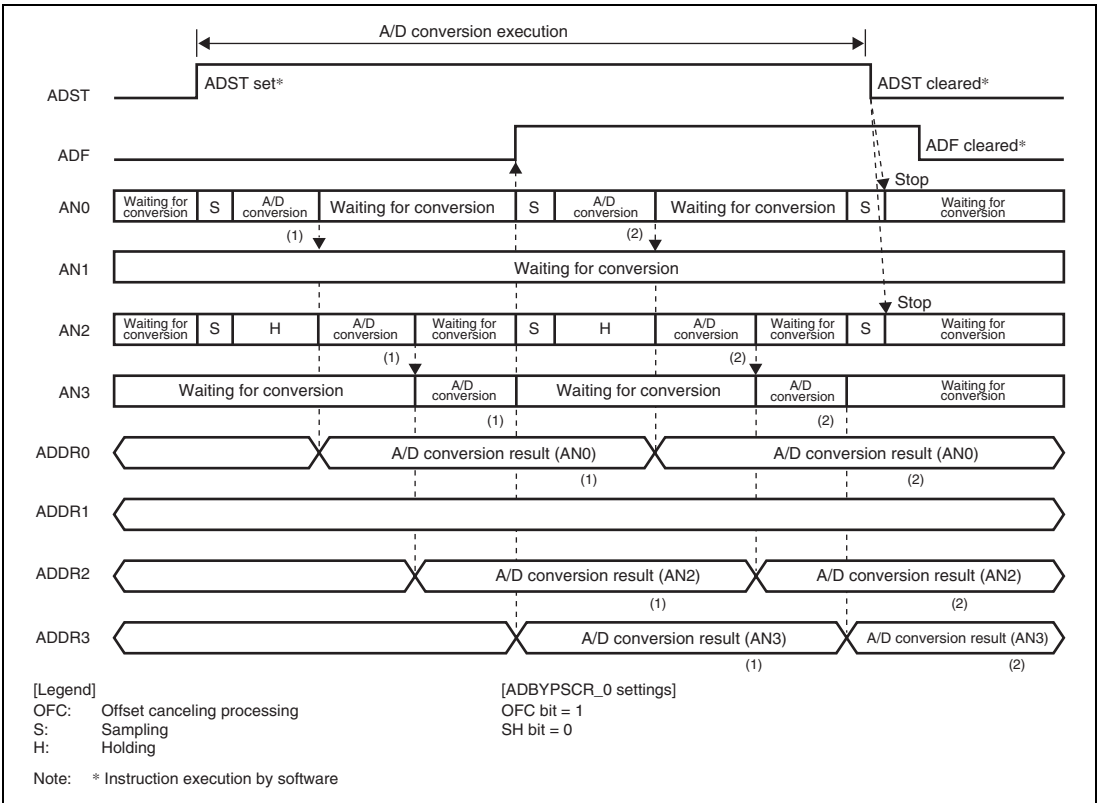 A/D conversion execution
ADST ADST set* ADST cleared*
ADF ADF cleared*
Stop
AN0 Waiting for conversion S A/D conversion Waiting for conversion S A/D conversion Waiting for conversion S Waiting for conversion
(1) (2)
AN1 Waiting for conversion
Stop
AN2 Waiting for conversion S H A/D conversion Waiting for conversion S H A/D conversion Waiting for conversion S Waiting for conversion
(1) (2)
AN3 Waiting for conversion A/D conversion Waiting for conversion A/D conversion Waiting for conversion
(1) (2)
ADDR0 A/D conversion result (AN0) A/D conversion result (AN0)
(1) (2)
ADDR1
ADDR2 A/D conversion result (AN2) A/D conversion result (AN2)
(1) (2)
ADDR3 A/D conversion result (AN3) A/D conversion result (AN3)
(1) (2)
[Legend]
OFC: Offset canceling processing
S: Sampling
H: Holding
[ADBYPSCR_0 settings]
OFC bit = 1
SH bit = 0
Note: * Instruction execution by software